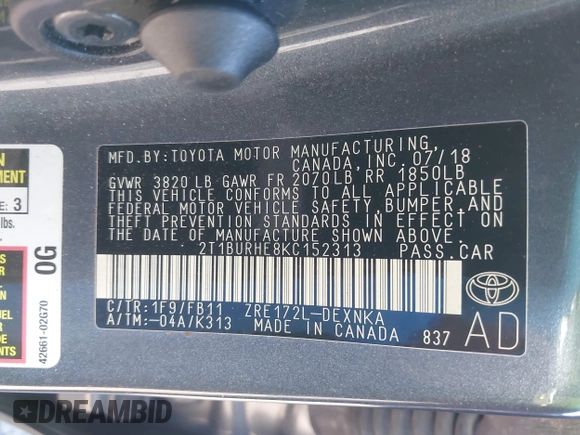 MFD.BY:TOYOTA MOTOR MANUFACTURING,
CANADA, INC. 07/18
GVWR 3820 LB GAWR FR 2070LB RR 1850LB
THIS VEHICLE CONFORMS TO ALL APPLICABLE
FEDERAL MOTOR VEHICLE SAFETY, BUMPER, AND
THEFT PREVENTION STANDARDS IN EFFECT ON
THE DATE OF MANUFACTURE SHOWN ABOVE.
2T1BURHE8KC152313 PASS.CAR
C/TR:1F9/FB11 ZRE172L-DEXNKA
A/TM:-04A/K313 MADE IN CANADA
837
AD
TOYOTA
0G
42661-02G70
E: 3
lbs.
DREAMBID